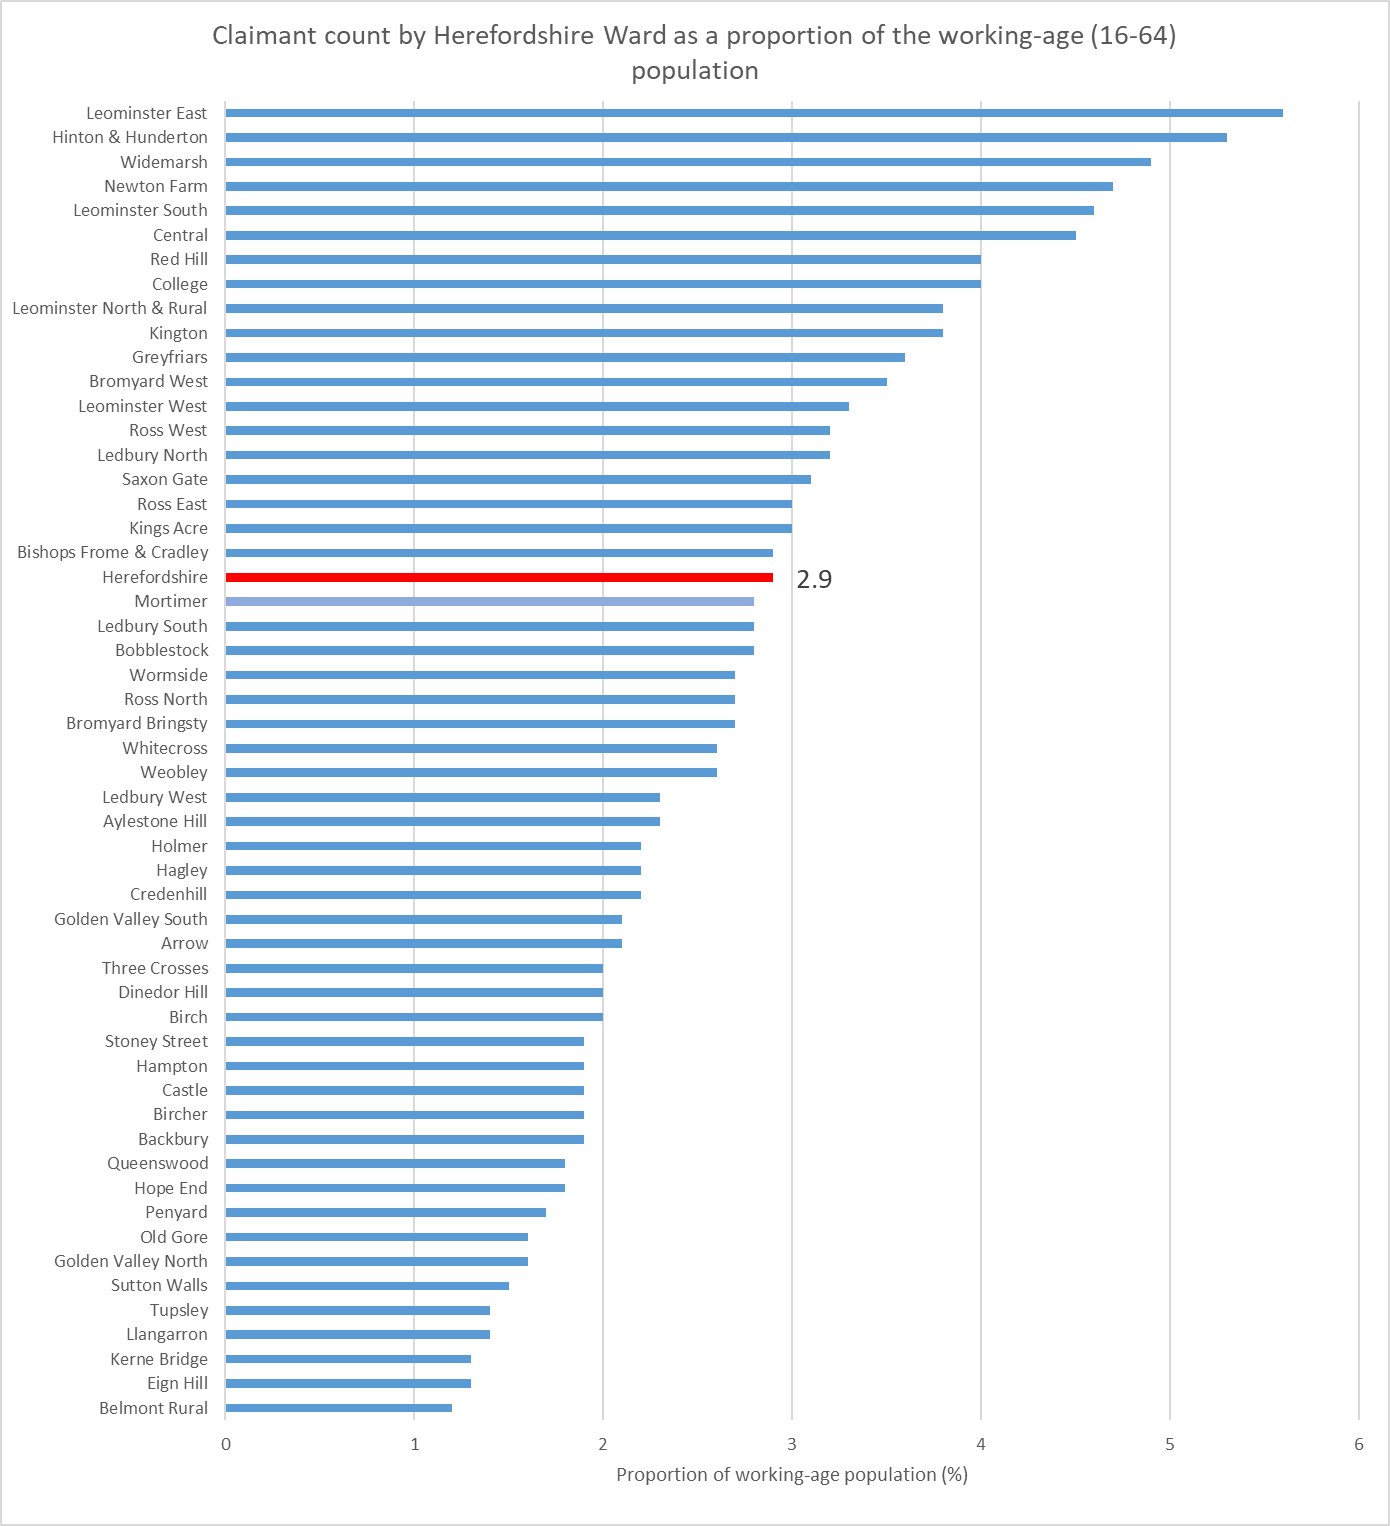 Claimant count by Herefordshire Ward as a proportion of the working-age (16-64)
population
Leominster East
Hinton & Hunderton
Widemarsh
Newton Farm
Leominster South
Central
Red Hill
College
Leominster North & Rural
Kington
Greyfriars
Bromyard West
Leominster West
Ross West
Ledbury North
Saxon Gate
Ross East
Kings Acre
Bishops Frome & Cradley
Herefordshire 2.9
Mortimer
Ledbury South
Bobblestock
Wormside
Ross North
Bromyard Bringsty
Whitecross
Weobley
Ledbury West
Aylestone Hill
Holmer
Hagley
Credenhill
Golden Valley South
Arrow
Three Crosses
Dinedor Hill
Birch
Stoney Street
Hampton
Castle
Bircher
Backbury
Queenswood
Hope End
Penyard
Old Gore
Golden Valley North
Sutton Walls
Tupsley
Llangarron
Kerne Bridge
Eign Hill
Belmont Rural
0 1 2 3 4 5 6
Proportion of working-age population (%)